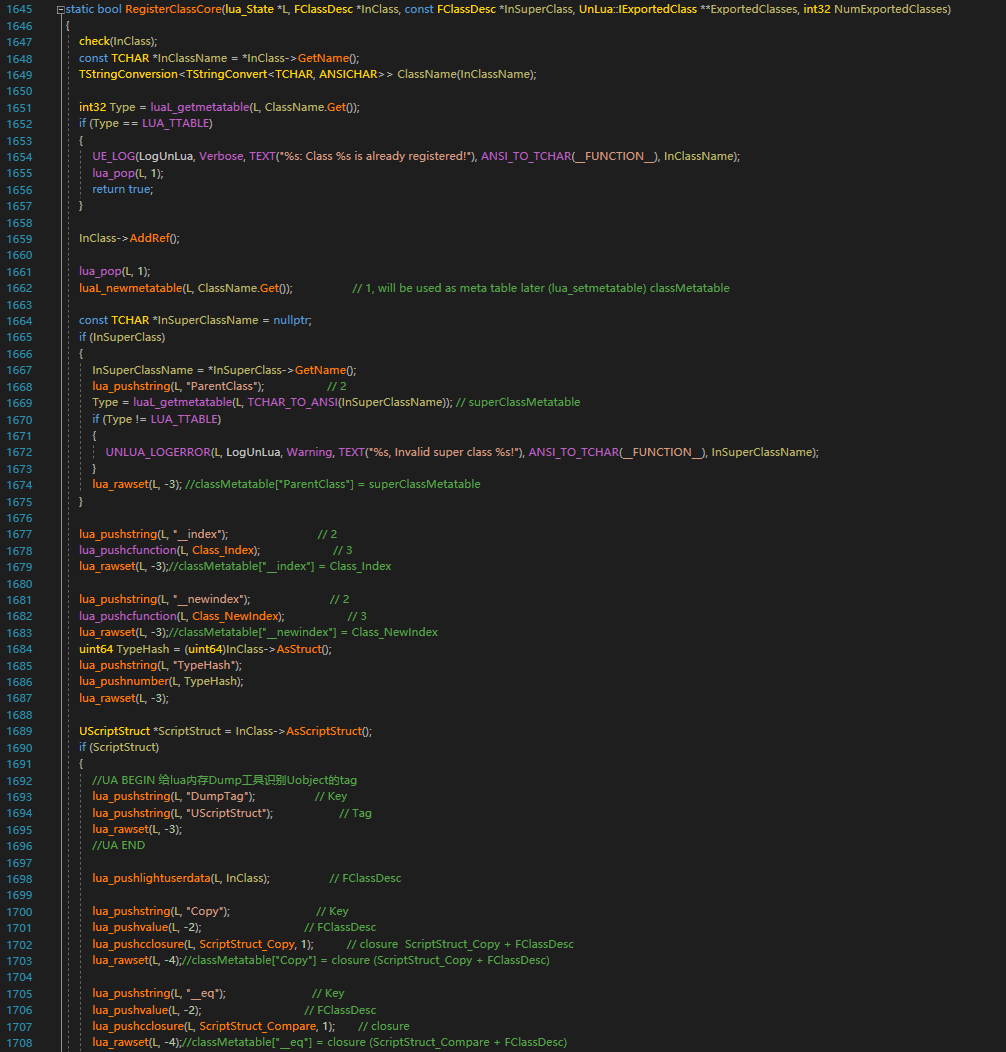 1645 static bool RegisterClassCore(lua_State *L, FClassDesc *InClass, const FClassDesc *InSuperClass, UnLua::IExportedClass **ExportedClasses, int32 NumExportedClasses)
1646 {
1647 check(InClass);
1648 const TCHAR *InClassName = *InClass->GetName();
1649 TStringConversion<TStringConvert<TCHAR, ANSICHAR>> ClassName(InClassName);
1650
1651 int32 Type = luaL_getmetatable(L, ClassName.Get());
1652 if (Type == LUA_TTABLE)
1653 {
1654 UE_LOG(LogUnLua, Verbose, TEXT("%s: Class %s is already registered!"), ANSI_TO_TCHAR(__FUNCTION__), InClassName);
1655 lua_pop(L, 1);
1656 return true;
1657 }
1658
1659 InClass->AddRef();
1660
1661 lua_pop(L, 1);
1662 luaL_newmetatable(L, ClassName.Get()); // 1, will be used as meta table later (lua_setmetatable) classMetatable
1663
1664 const TCHAR *InSuperClassName = nullptr;
1665 if (InSuperClass)
1666 {
1667 InSuperClassName = *InSuperClass->GetName();
1668 lua_pushstring(L, "ParentClass"); // 2
1669 Type = luaL_getmetatable(L, TCHAR_TO_ANSI(InSuperClassName)); // superClassMetatable
1670 if (Type != LUA_TTABLE)
1671 {
1672 UNLUA_LOGERROR(L, LogUnLua, Warning, TEXT("%s, Invalid super class %s!"), ANSI_TO_TCHAR(__FUNCTION__), InSuperClassName);
1673 }
1674 lua_rawset(L, -3); //classMetatable["ParentClass"] = superClassMetatable
1675 }
1676
1677 lua_pushstring(L, "__index"); // 2
1678 lua_pushcfunction(L, Class_Index); // 3
1679 lua_rawset(L, -3);//classMetatable["__index"] = Class_Index
1680
1681 lua_pushstring(L, "__newindex"); // 2
1682 lua_pushcfunction(L, Class_NewIndex); // 3
1683 lua_rawset(L, -3);//classMetatable["__newindex"] = Class_NewIndex
1684 uint64 TypeHash = (uint64)InClass->AsStruct();
1685 lua_pushstring(L, "TypeHash");
1686 lua_pushnumber(L, TypeHash);
1687 lua_rawset(L, -3);
1688
1689 UScriptStruct *ScriptStruct = InClass->AsScriptStruct();
1690 if (ScriptStruct)
1691 {
1692 //UA BEGIN 给lua内存Dump工具识别Uobject的tag
1693 lua_pushstring(L, "DumpTag"); // Key
1694 lua_pushstring(L, "UScriptStruct"); // Tag
1695 lua_rawset(L, -3);
1696 //UA END
1697
1698 lua_pushlightuserdata(L, InClass); // FClassDesc
1699
1700 lua_pushstring(L, "Copy"); // Key
1701 lua_pushvalue(L, -2); // FClassDesc
1702 lua_pushcclosure(L, ScriptStruct_Copy, 1); // closure ScriptStruct_Copy + FClassDesc
1703 lua_rawset(L, -4);//classMetatable["Copy"] = closure (ScriptStruct_Copy + FClassDesc)
1704
1705 lua_pushstring(L, "__eq"); // Key
1706 lua_pushvalue(L, -2); // FClassDesc
1707 lua_pushcclosure(L, ScriptStruct_Compare, 1); // closure
1708 lua_rawset(L, -4);//classMetatable["__eq"] = closure (ScriptStruct_Compare + FClassDesc)